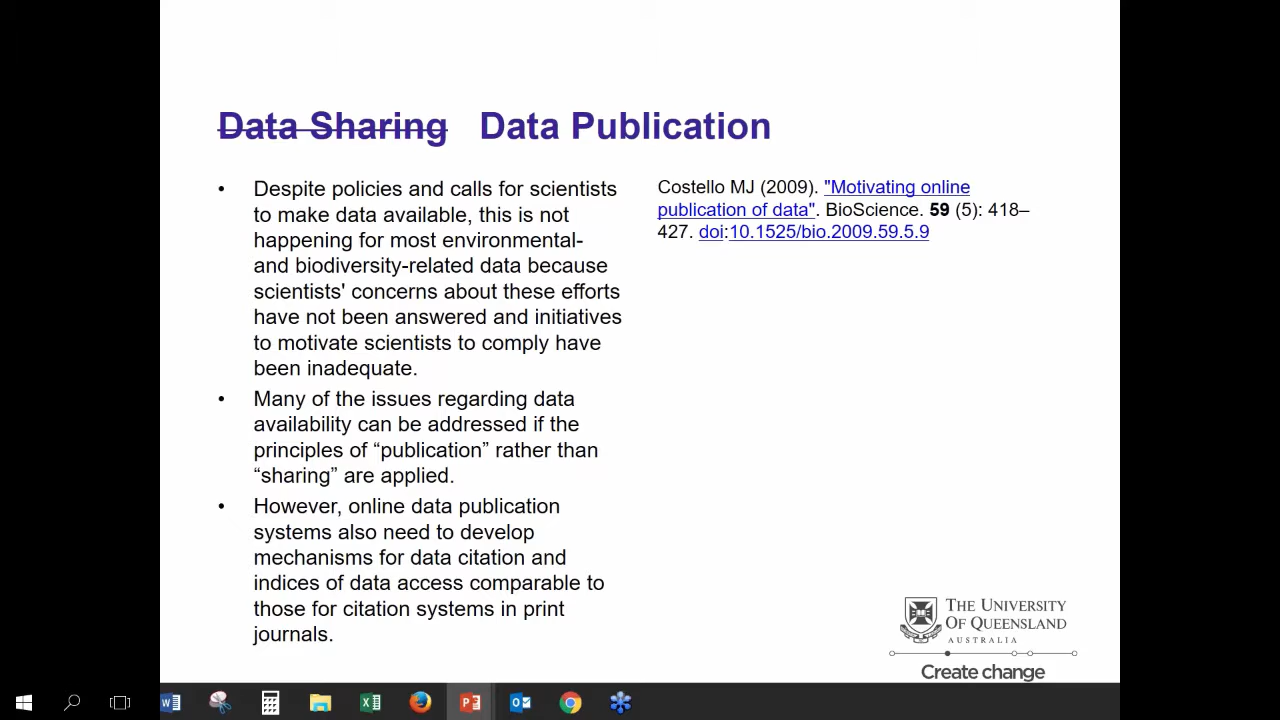 Data Sharing Data Publication
• Despite policies and calls for scientists
to make data available, this is not
happening for most environmental-
and biodiversity-related data because
scientists' concerns about these efforts
have not been answered and initiatives
to motivate scientists to comply have
been inadequate.
• Many of the issues regarding data
availability can be addressed if the
principles of “publication” rather than
“sharing” are applied.
• However, online data publication
systems also need to develop
mechanisms for data citation and
indices of data access comparable to
those for citation systems in print
journals.
Costello MJ (2009). "Motivating online
publication of data". BioScience. 59 (5): 418–
427. doi:10.1525/bio.2009.59.5.9
THE UNIVERSITY
OF QUEENSLAND
AUSTRALIA
Create change